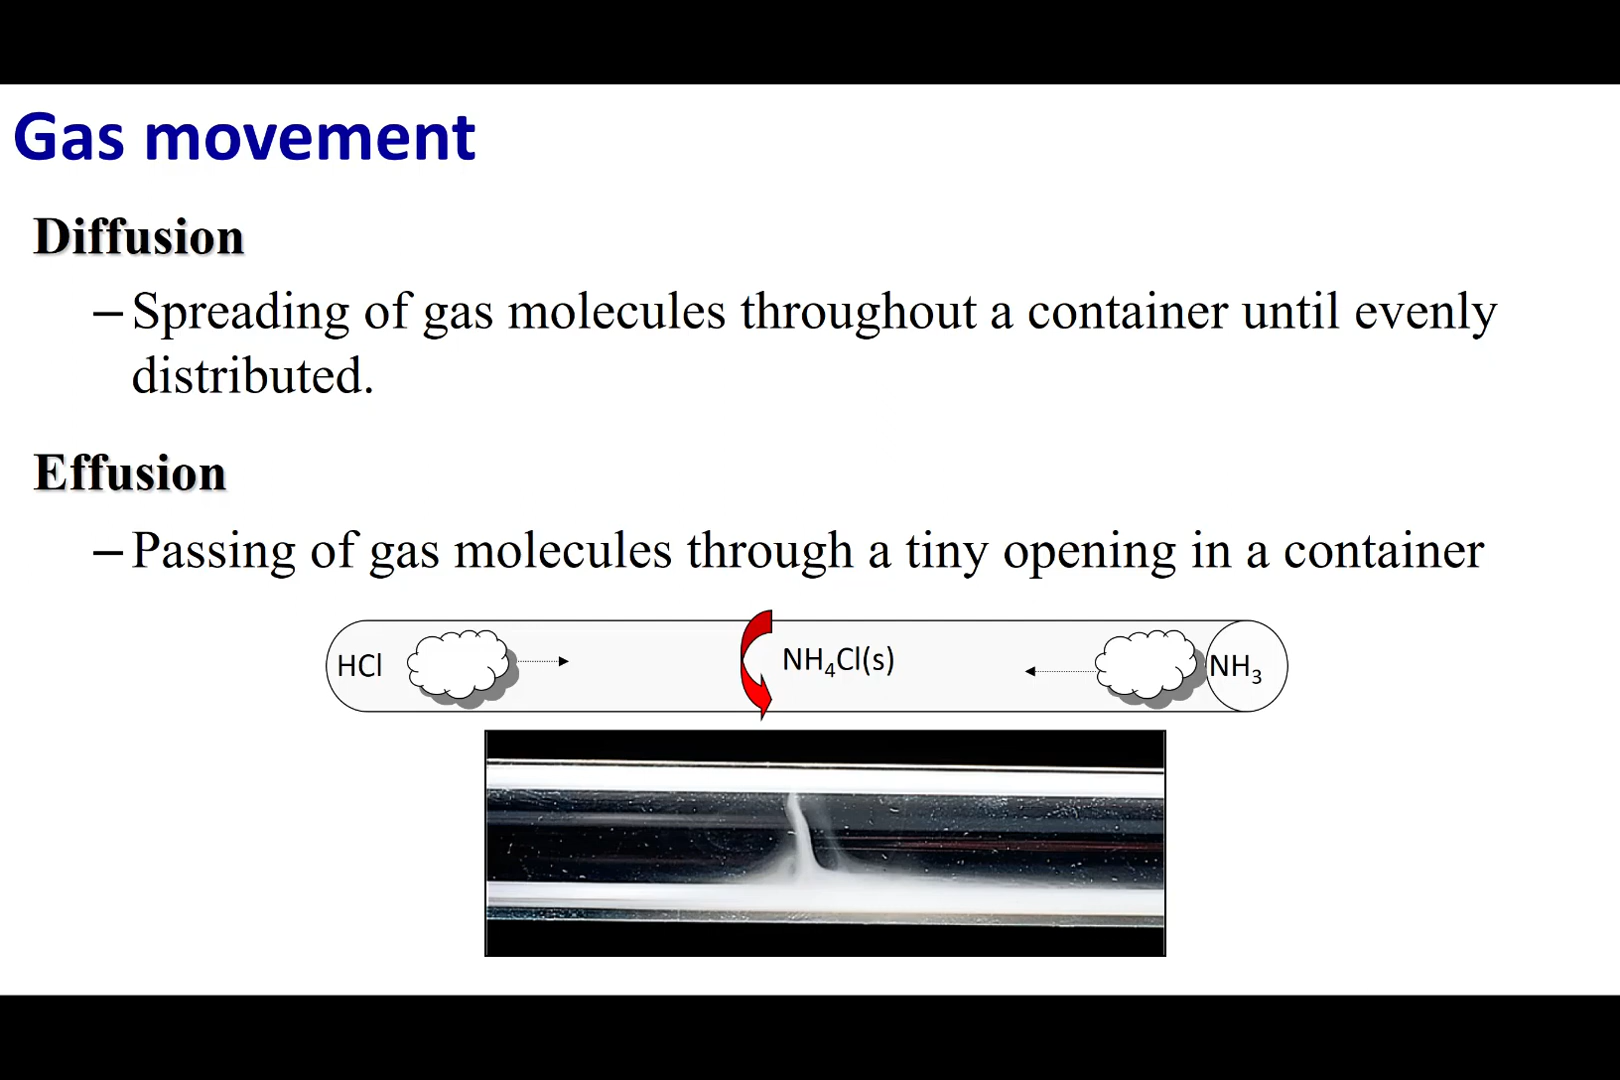 Gas movement
Diffusion
– Spreading of gas molecules throughout a container until evenly
distributed.
Effusion
– Passing of gas molecules through a tiny opening in a container
HCl NH₄Cl(s) NH₃